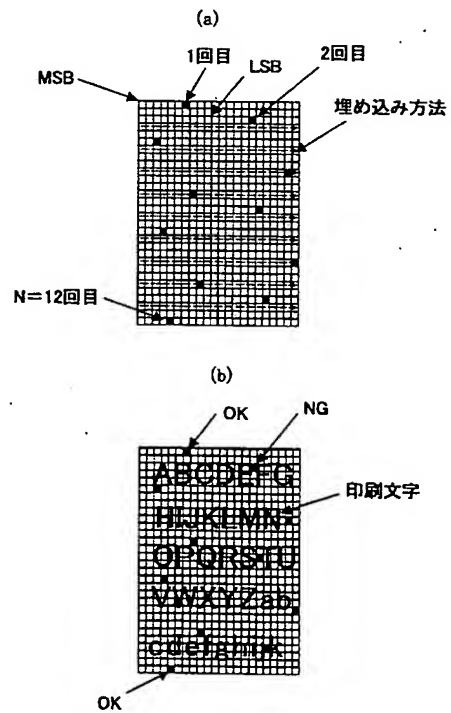 (a)
1回目
2回目
MSB
LSB
埋め込み方法
N=12回目
(b)
OK
NG
ABCDEFG
印刷文字
HIJKLMN
OPQRSTU
VWXYZab
cdefghijk
OK